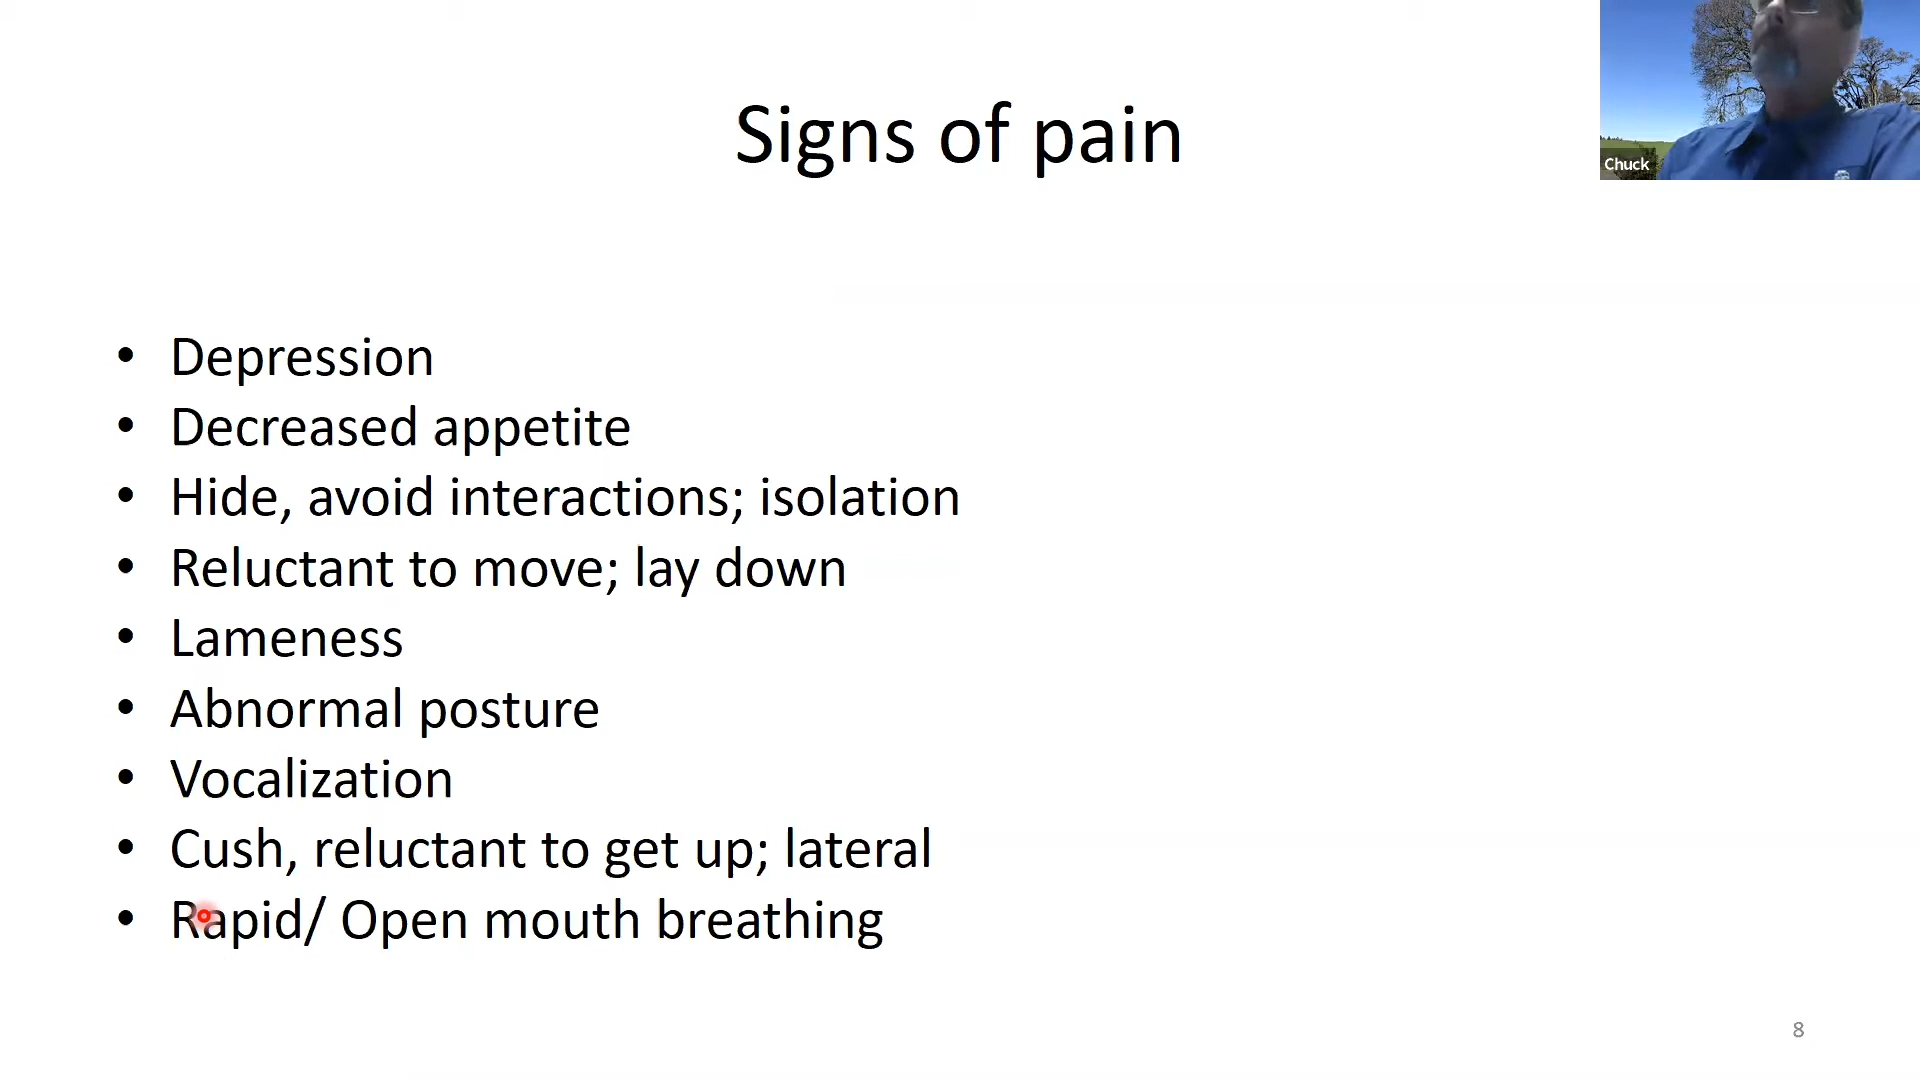 Signs of pain
Chuck
• Depression
• Decreased appetite
• Hide, avoid interactions; isolation
• Reluctant to move; lay down
• Lameness
• Abnormal posture
• Vocalization
• Cush, reluctant to get up; lateral
• Rapid/ Open mouth breathing
8